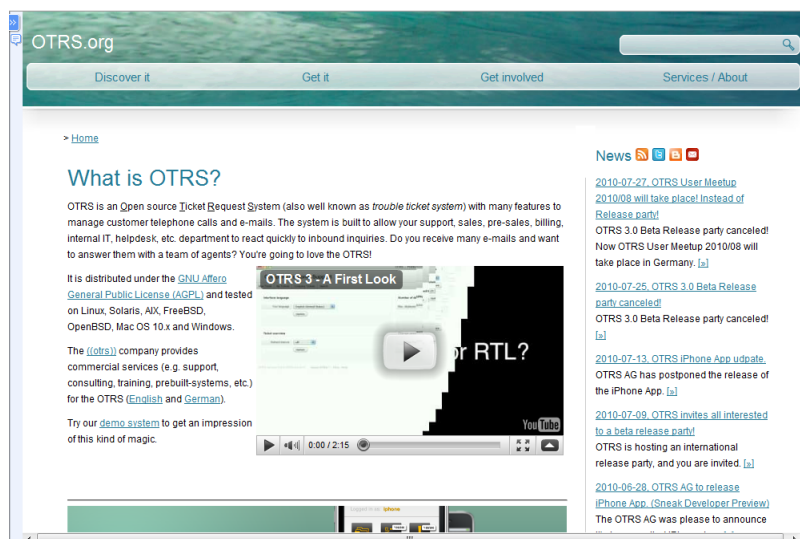 OTRS.org
Discover it
Get it
Get involved
Services / About
> Home
What is OTRS?
OTRS is an Open source Ticket Request System (also well known as trouble ticket system) with many features to
manage customer telephone calls and e-mails. The system is built to allow your support, sales, pre-sales, billing,
internal IT, helpdesk, etc. department to react quickly to inbound inquiries. Do you receive many e-mails and want
to answer them with a team of agents? You're going to love the OTRS!
It is distributed under the GNU Affero
General Public License (AGPL) and tested
on Linux, Solaris, AIX, FreeBSD,
OpenBSD, Mac OS 10.x and Windows.
The ((otrs)) company provides
commercial services (e.g. support,
consulting, training, prebuilt-systems, etc.)
for the OTRS (English and German).
Try our demo system to get an impression
of this kind of magic.
OTRS 3 - A First Look
or RTL?
YouTube
0:00 / 2:15
News
2010-07-27, OTRS User Meetup
2010/08 will take place! Instead of
Release party!
OTRS 3.0 Beta Release party canceled!
Now OTRS User Meetup 2010/08 will
take place in Germany. [»]
2010-07-25, OTRS 3.0 Beta Release
party canceled!
OTRS 3.0 Beta Release party canceled!
[»]
2010-07-13, OTRS iPhone App udpate.
OTRS AG has postponed the release of
the iPhone App. [»]
2010-07-09, OTRS invites all interested
to a beta release party!
OTRS is hosting an international
release party, and you are invited. [»]
2010-06-28, OTRS AG to release
iPhone App. (Sneak Developer Preview)
The OTRS AG was please to announce